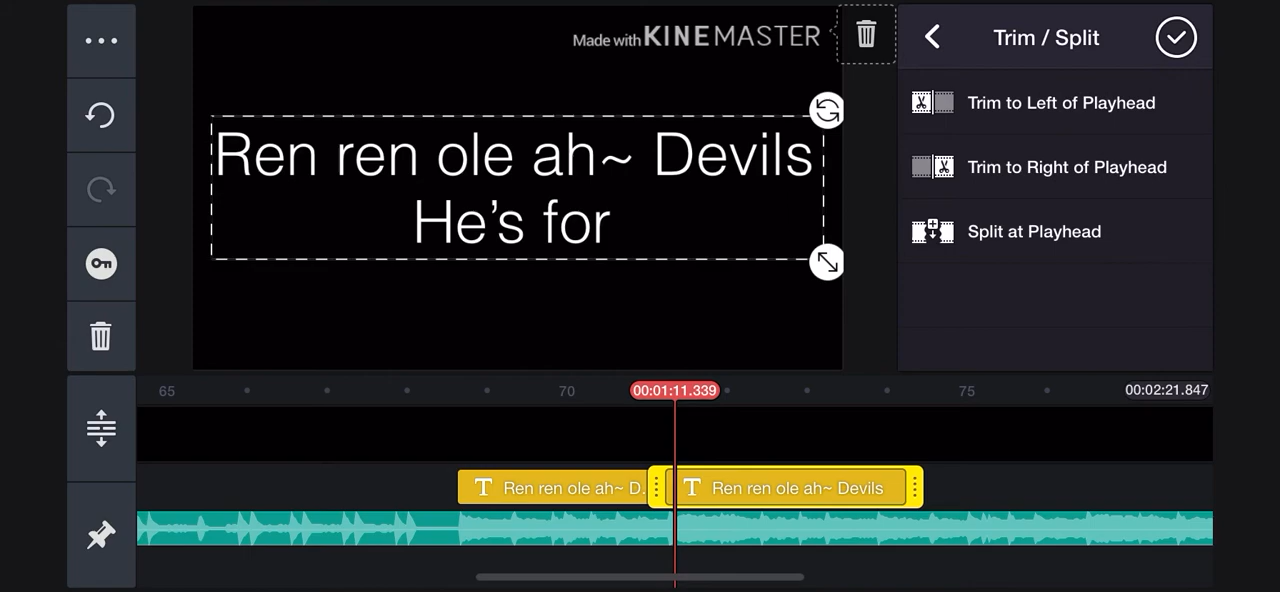 Made with KINEMASTER
Trim / Split
Trim to Left of Playhead
Trim to Right of Playhead
Split at Playhead
Ren ren ole ah~ Devils
He's for
65
70
00:01:11.339
75
00:02:21.847
T Ren ren ole ah~ D.
T Ren ren ole ah~ Devils